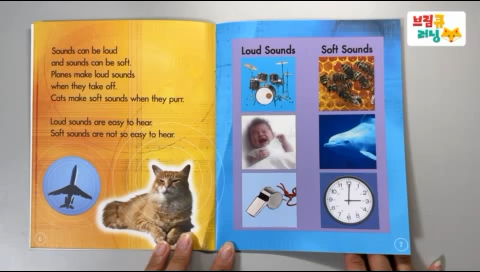 브림큐
러닝
Sounds can be loud
and sounds can be soft.
Planes make loud sounds
when they take off.
Cats make soft sounds when they purr.
Loud sounds are easy to hear.
Soft sounds are not so easy to hear.
Loud Sounds
Soft Sounds
7